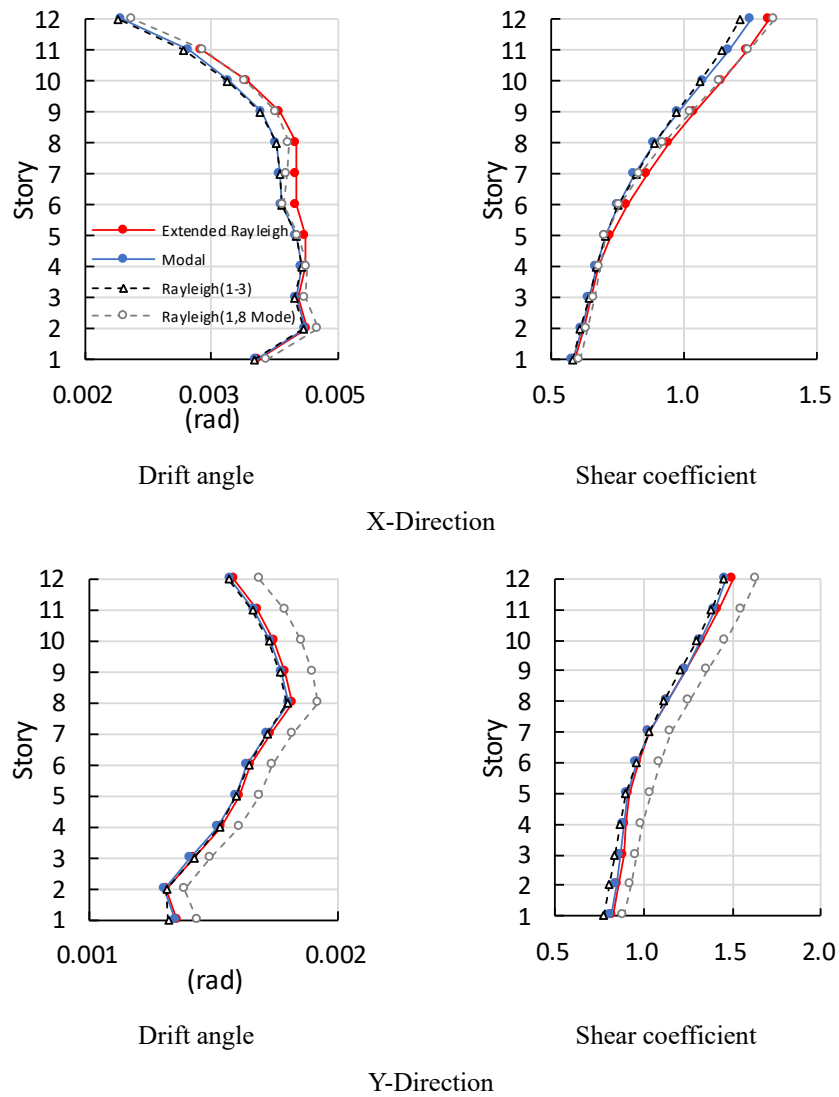 12
11
10
9
8
7
6
5
4
3
2
1
Story
Extended Rayleigh
Modal
Rayleigh(1-3)
Rayleigh(1,8 Mode)
0.002 0.003 0.005
(rad)
12
11
10
9
8
7
6
5
4
3
2
1
Story
0.5 1.0 1.5
Drift angle Shear coefficient
X-Direction
12
11
10
9
8
7
6
5
4
3
2
1
Story
0.001 0.002
(rad)
12
11
10
9
8
7
6
5
4
3
2
1
Story
0.5 1.0 1.5 2.0
Drift angle Shear coefficient
Y-Direction